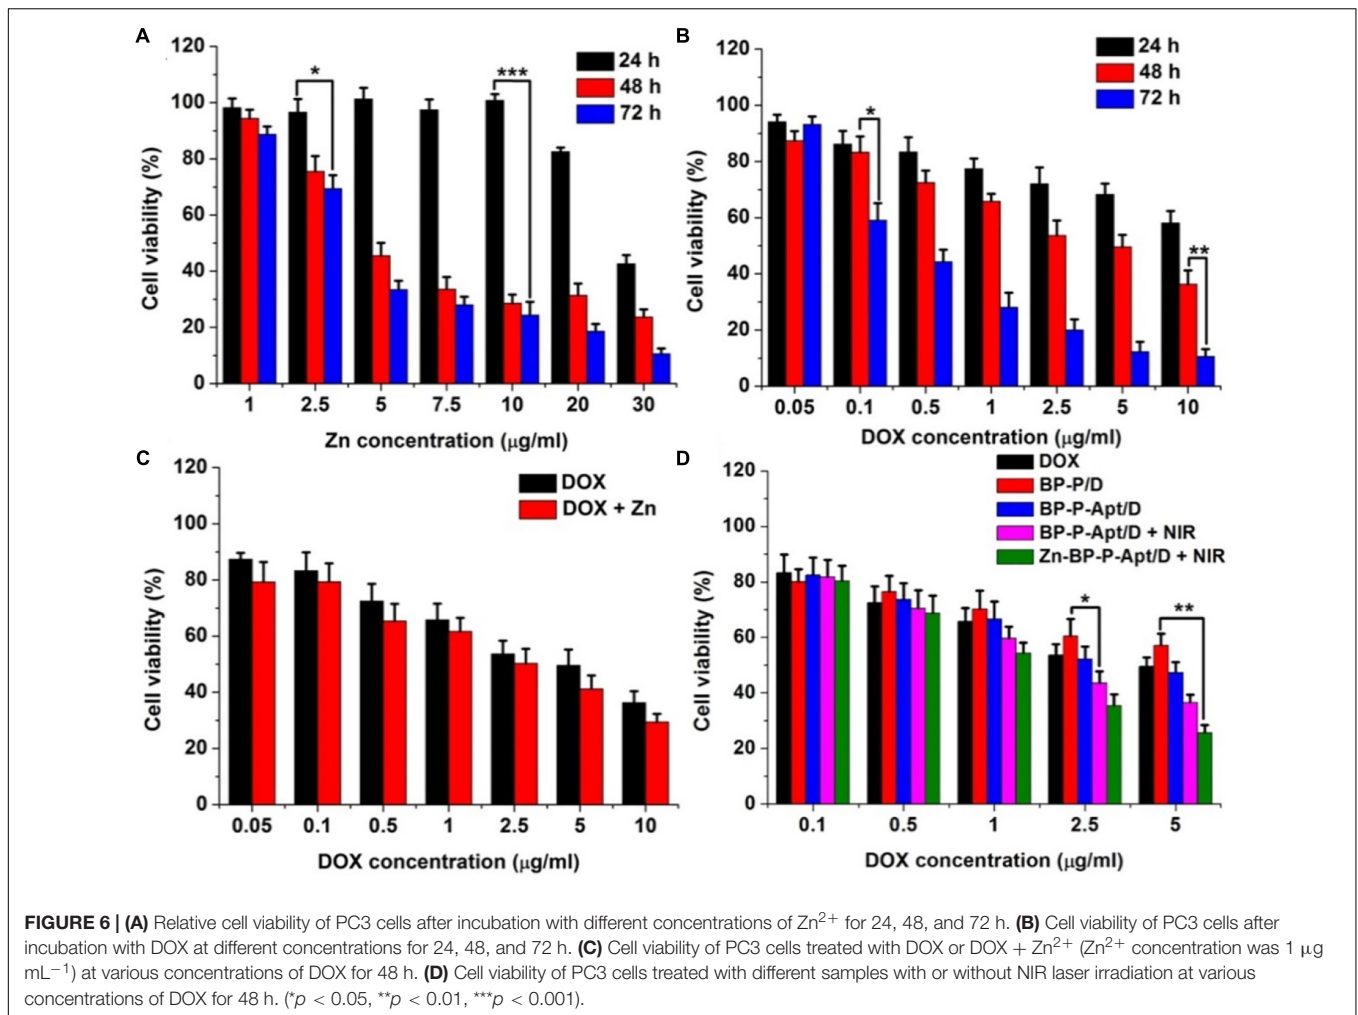 A
120
100
80
60
40
20
0
Cell viability (%)
* ***
24 h
48 h
72 h
1 2.5 5 7.5 10 20 30
Zn concentration (μg/ml)
B
120
100
80
60
40
20
0
Cell viability (%)
* **
24 h
48 h
72 h
0.05 0.1 0.5 1 2.5 5 10
DOX concentration (μg/ml)
C
120
100
80
60
40
20
0
Cell viability (%)
DOX
DOX + Zn
0.05 0.1 0.5 1 2.5 5 10
DOX concentration (μg/ml)
D
120
100
80
60
40
20
0
Cell viability (%)
DOX
BP-P/D
BP-P-Apt/D
BP-P-Apt/D + NIR
Zn-BP-P-Apt/D + NIR
* **
0.1 0.5 1 2.5 5
DOX concentration (μg/ml)
FIGURE 6 | (A) Relative cell viability of PC3 cells after incubation with different concentrations of Zn²⁺ for 24, 48, and 72 h. (B) Cell viability of PC3 cells after
incubation with DOX at different concentrations for 24, 48, and 72 h. (C) Cell viability of PC3 cells treated with DOX or DOX + Zn²⁺ (Zn²⁺ concentration was 1 μg
mL⁻¹) at various concentrations of DOX for 48 h. (D) Cell viability of PC3 cells treated with different samples with or without NIR laser irradiation at various
concentrations of DOX for 48 h. (*p < 0.05, **p < 0.01, ***p < 0.001).